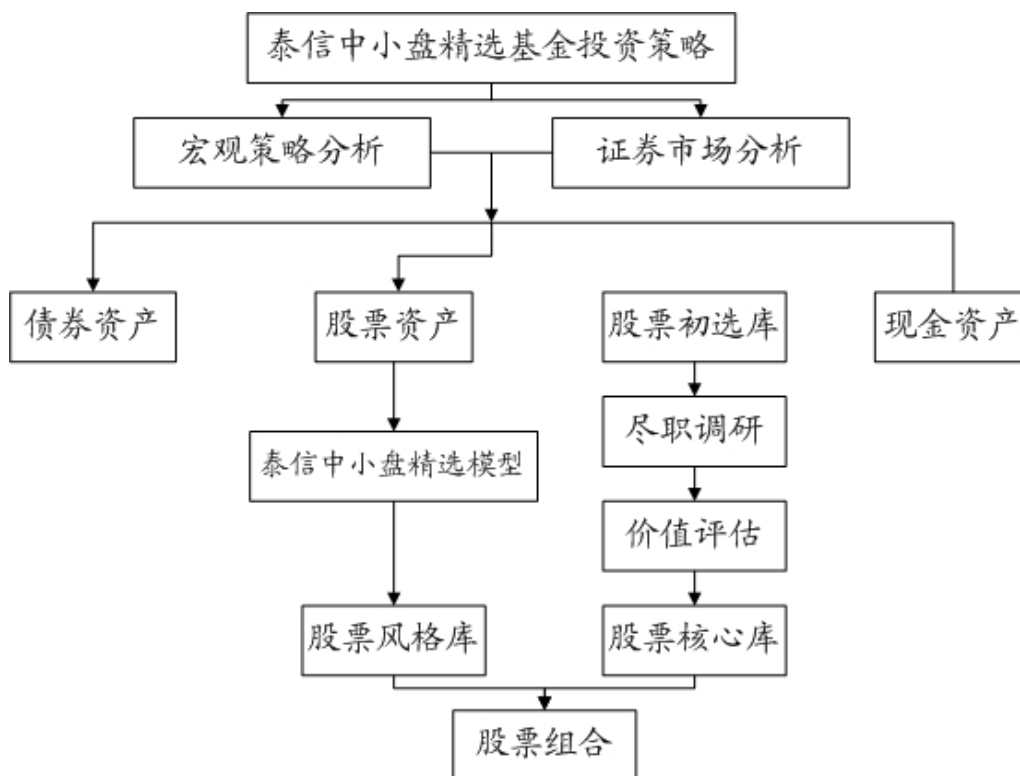 泰信中小盘精选基金投资策略
宏观策略分析
证券市场分析
债券资产
股票资产
股票初选库
现金资产
尽职调研
泰信中小盘精选模型
价值评估
股票风格库
股票核心库
股票组合